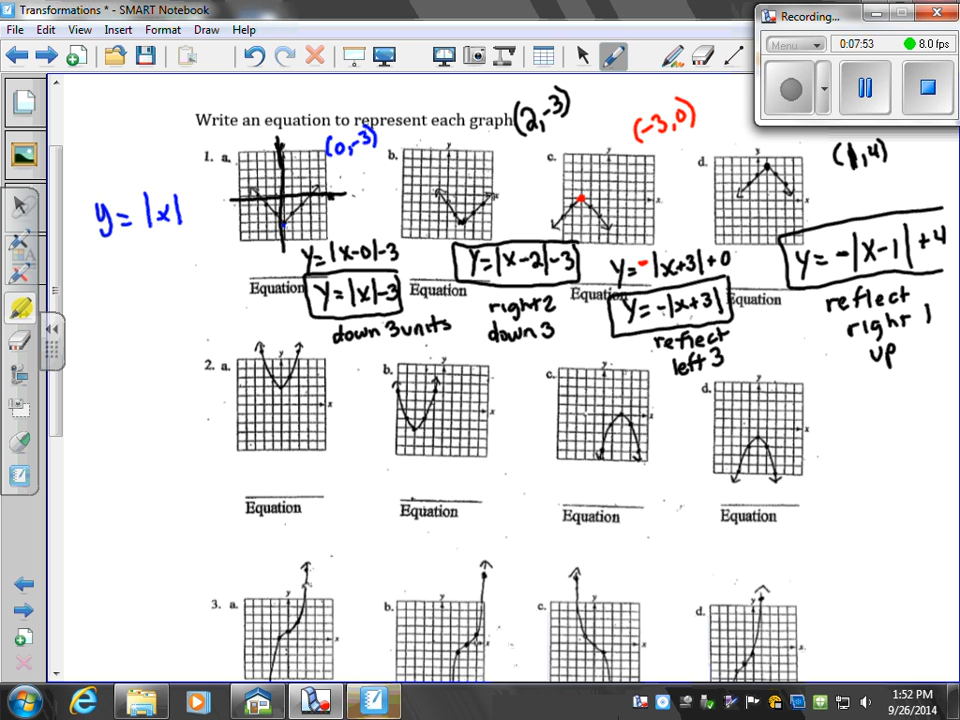 Transformations * - SMART Notebook
Recording...
File Edit View Insert Format Draw Help
Menu
0:07:53
8.0 fps
Write an equation to represent each graph
(2,-3)
(-3,0)
1. a.
(0,-3)
b.
c.
d.
(1,4)
y
y
y
x
x
x
y = |x|
y = |x-0| -3
y = |x-2| -3
y = -|x+3| + 0
y = -|x-1| + 4
Equation
y = |x| -3
Equation
Equation
y = -|x+3|
Equation
down 3 units
right 2
down 3
reflect
left 3
reflect
right 1
up
2. a.
b.
c.
d.
y
y
y
y
x
x
x
x
Equation
Equation
Equation
Equation
3. a.
b.
c.
d.
y
y
y
y
x
x
x
x
1:52 PM
9/26/2014